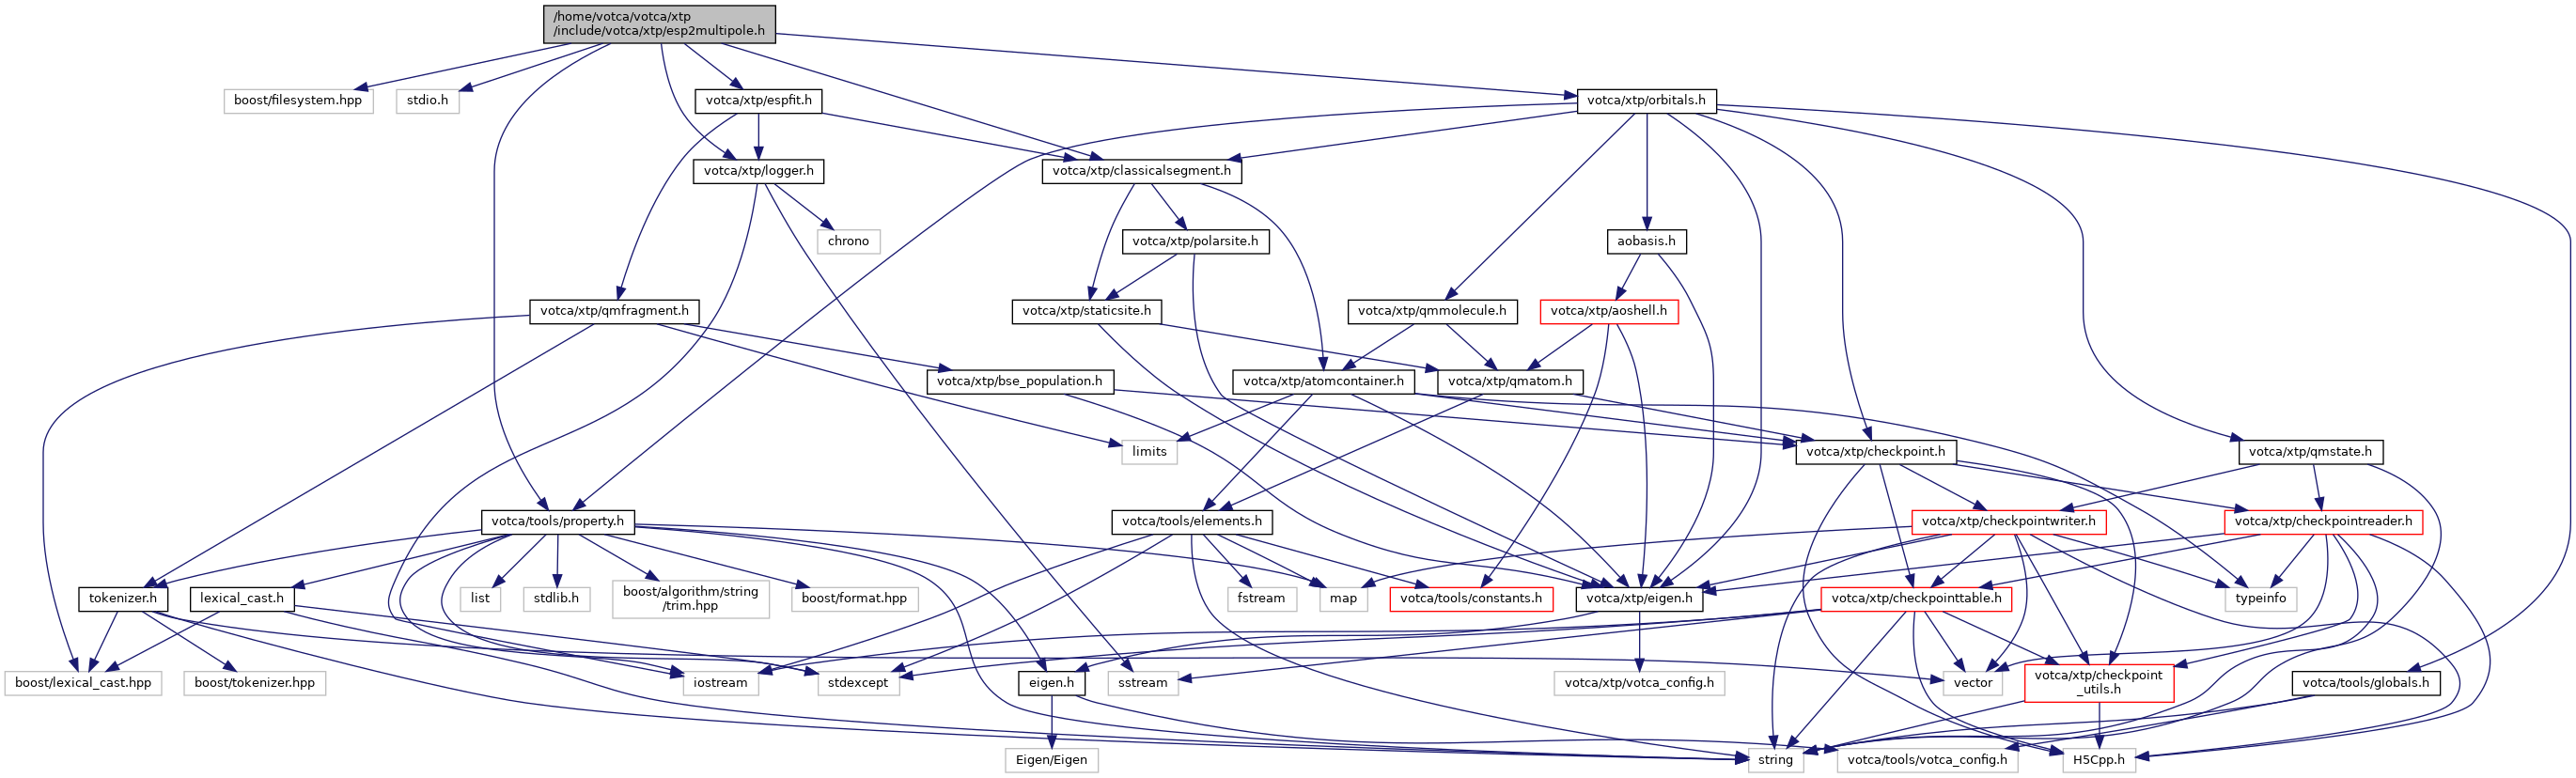 /home/votca/votca/xtp
/include/votca/xtp/esp2multipole.h
boost/filesystem.hpp
stdio.h
votca/xtp/espfit.h
votca/xtp/orbitals.h
votca/xtp/logger.h
votca/xtp/classicalsegment.h
chrono
votca/xtp/polarsite.h
aobasis.h
votca/xtp/qmfragment.h
votca/xtp/staticsite.h
votca/xtp/qmmolecule.h
votca/xtp/aoshell.h
votca/xtp/bse_population.h
votca/xtp/atomcontainer.h
votca/xtp/qmatom.h
limits
votca/xtp/checkpoint.h
votca/xtp/qmstate.h
votca/tools/property.h
votca/tools/elements.h
votca/xtp/checkpointwriter.h
votca/xtp/checkpointreader.h
tokenizer.h
lexical_cast.h
list
stdlib.h
boost/algorithm/string
/trim.hpp
boost/format.hpp
fstream
map
votca/tools/constants.h
votca/xtp/eigen.h
votca/xtp/checkpointtable.h
typeinfo
boost/lexical_cast.hpp
boost/tokenizer.hpp
iostream
stdexcept
eigen.h
sstream
votca/xtp/votca_config.h
vector
votca/xtp/checkpoint
_utils.h
votca/tools/globals.h
Eigen/Eigen
string
votca/tools/votca_config.h
H5Cpp.h